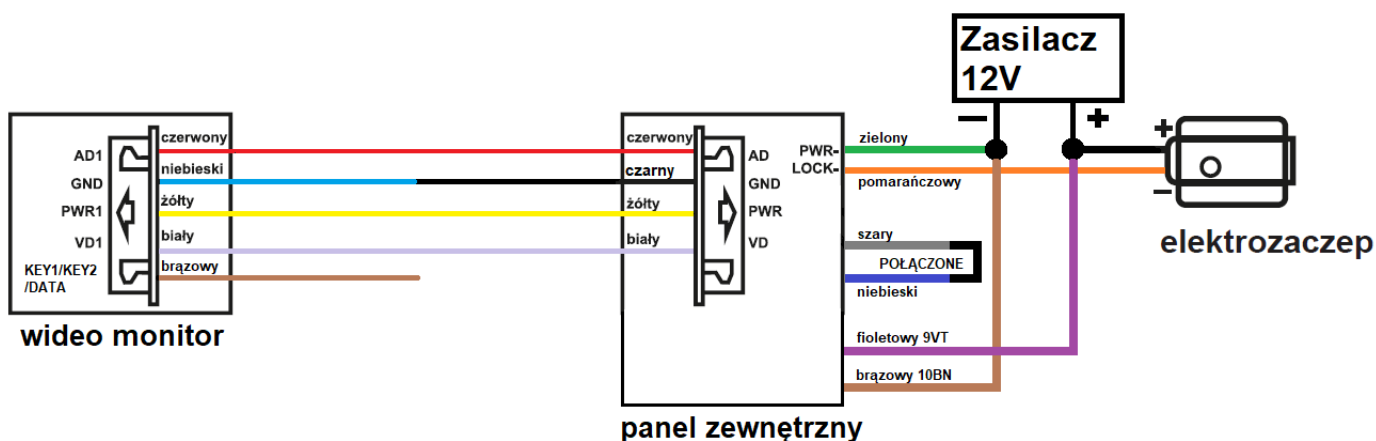 Zasilacz
12V
–
+
czerwony
AD1
niebieski
GND
żółty
PWR1
biały
VD1
brązowy
KEY1/KEY2
/DATA
wideo monitor
czerwony
AD
czarny
GND
żółty
PWR
biały
VD
zielony
PWR-
LOCK-
pomarańczowy
szary
POŁĄCZONE
niebieski
fioletowy 9VT
brązowy 10BN
panel zewnętrzny
+
–
elektrozaczep